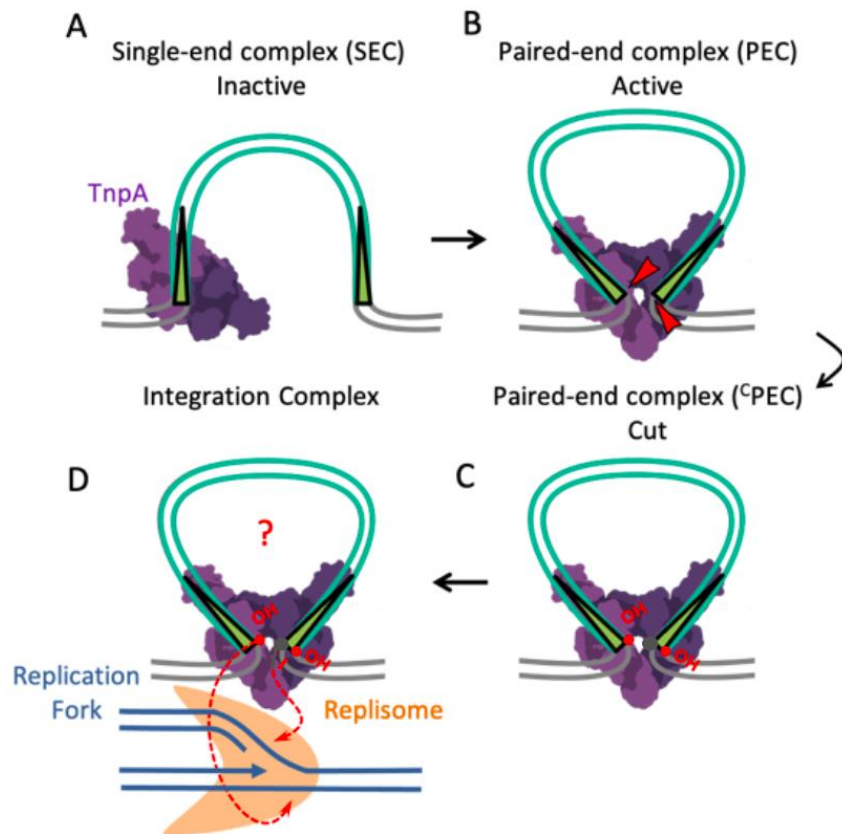 A
Single-end complex (SEC)
Inactive
TnpA
B
Paired-end complex (PEC)
Active
Integration Complex
D
?
OH
OH
Replication
Fork
Replisome
Paired-end complex (ᶜPEC)
Cut
C
OH
OH